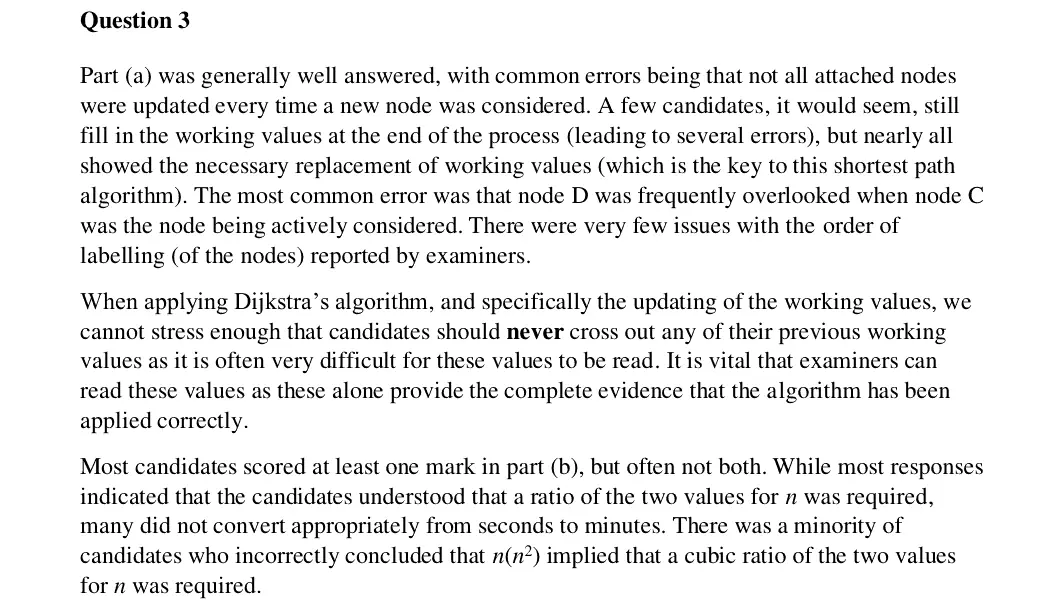 Question 3
Part (a) was generally well answered, with common errors being that not all attached nodes
were updated every time a new node was considered. A few candidates, it would seem, still
fill in the working values at the end of the process (leading to several errors), but nearly all
showed the necessary replacement of working values (which is the key to this shortest path
algorithm). The most common error was that node D was frequently overlooked when node C
was the node being actively considered. There were very few issues with the order of
labelling (of the nodes) reported by examiners.
When applying Dijkstra’s algorithm, and specifically the updating of the working values, we
cannot stress enough that candidates should never cross out any of their previous working
values as it is often very difficult for these values to be read. It is vital that examiners can
read these values as these alone provide the complete evidence that the algorithm has been
applied correctly.
Most candidates scored at least one mark in part (b), but often not both. While most responses
indicated that the candidates understood that a ratio of the two values for n was required,
many did not convert appropriately from seconds to minutes. There was a minority of
candidates who incorrectly concluded that n(n²) implied that a cubic ratio of the two values
for n was required.